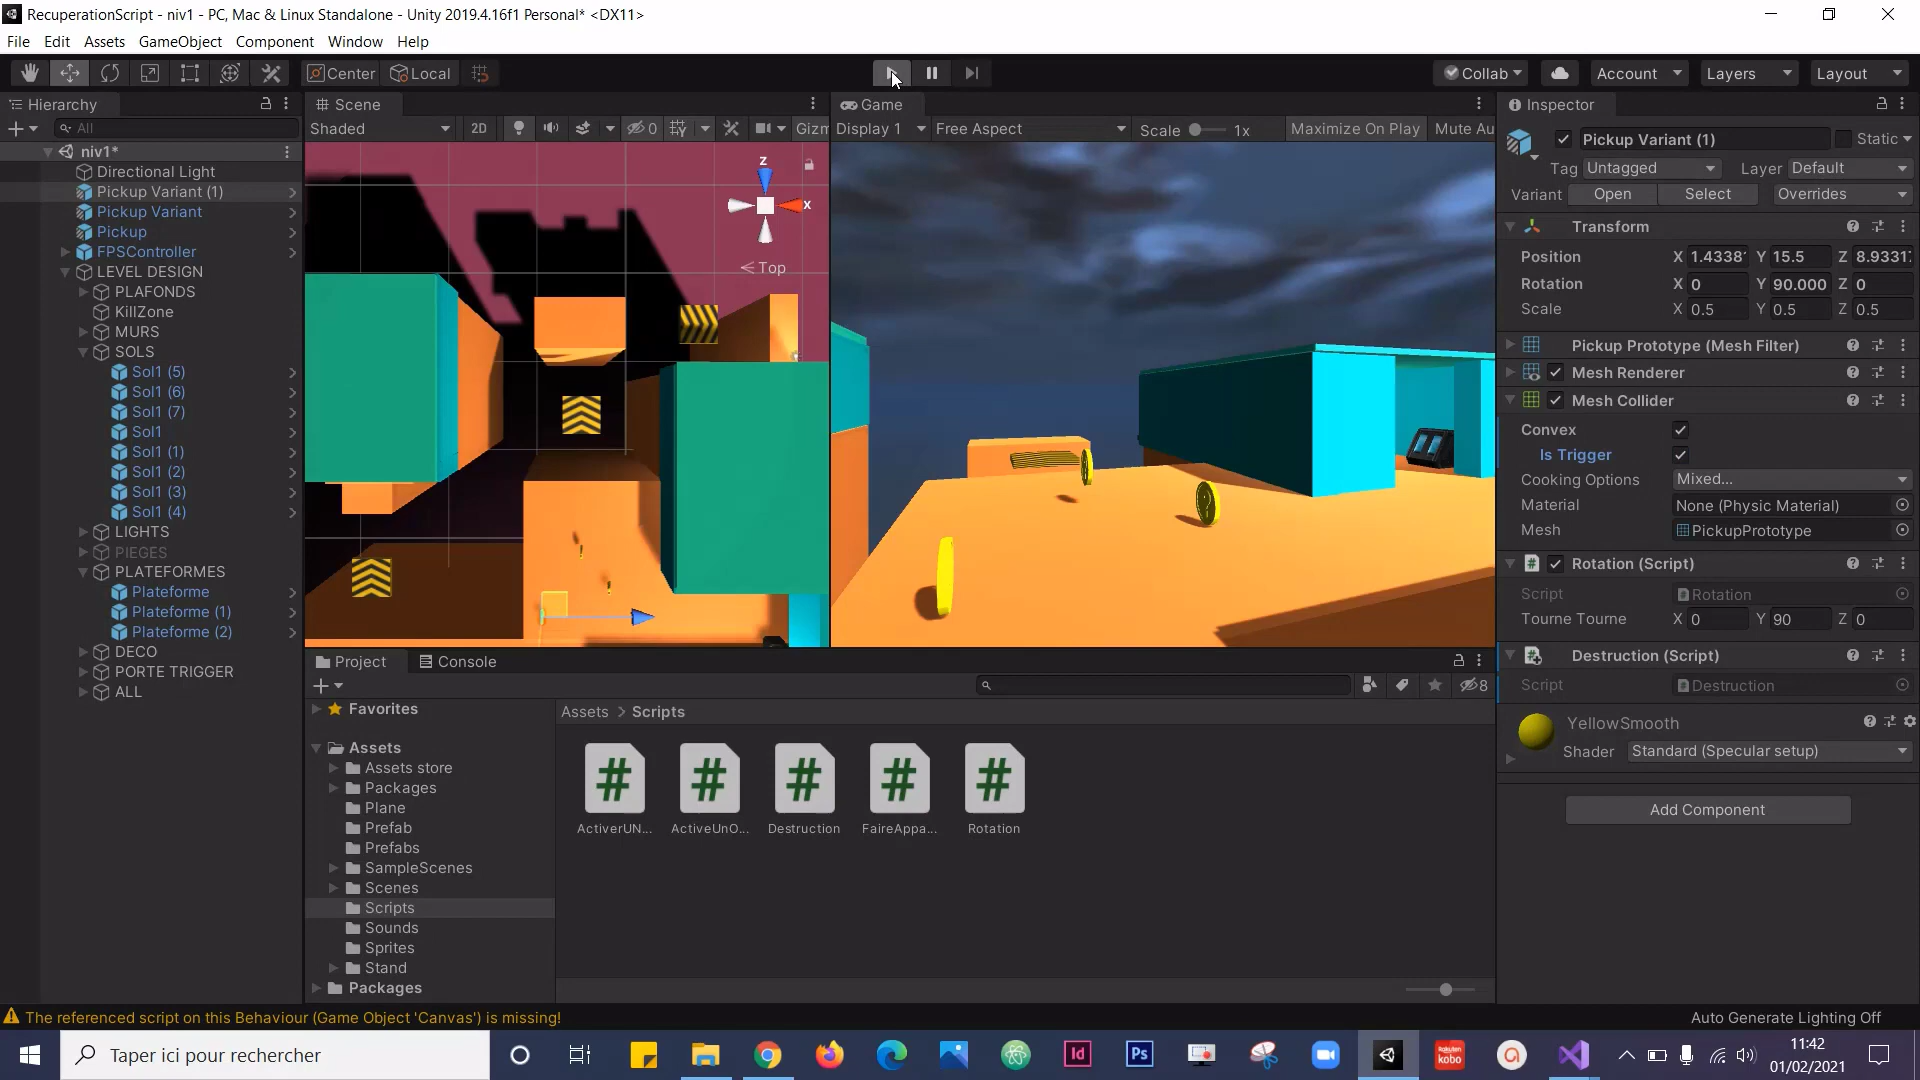 RecuperationScript - niv1 - PC, Mac & Linux Standalone - Unity 2019.4.16f1 Personal* <DX11>
File Edit Assets GameObject Component Window Help
Center Local Collab Account Layers Layout
Hierarchy
All
niv1*
Directional Light
Pickup Variant (1)
Pickup Variant
Pickup
FPSController
LEVEL DESIGN
PLAFONDS
KillZone
MURS
SOLS
Sol1 (5)
Sol1 (6)
Sol1 (7)
Sol1
Sol1 (1)
Sol1 (2)
Sol1 (3)
Sol1 (4)
LIGHTS
PIEGES
PLATEFORMES
Plateforme
Plateforme (1)
Plateforme (2)
DECO
PORTE TRIGGER
ALL
Scene
Shaded 2D 0 Gizm
z
x
Top
Game
Display 1 Free Aspect Scale 1x Maximize On Play Mute Au
Project Console
8
Favorites
Assets
Assets store
Packages
Plane
Prefab
Prefabs
SampleScenes
Scenes
Scripts
Sounds
Sprites
Stand
Packages
Assets > Scripts
ActiverUN... ActiveUnO... Destruction FaireAppa... Rotation
Inspector
Pickup Variant (1) Static
Tag Untagged Layer Default
Variant Open Select Overrides
Transform
Position X 1.4338 Y 15.5 Z 8.9331
Rotation X 0 Y 90.000 Z 0
Scale X 0.5 Y 0.5 Z 0.5
Pickup Prototype (Mesh Filter)
Mesh Renderer
Mesh Collider
Convex
Is Trigger
Cooking Options Mixed...
Material None (Physic Material)
Mesh PickupPrototype
Rotation (Script)
Script Rotation
Tourne Tourne X 0 Y 90 Z 0
Destruction (Script)
Script Destruction
YellowSmooth
Shader Standard (Specular setup)
Add Component
The referenced script on this Behaviour (Game Object 'Canvas') is missing!
Auto Generate Lighting Off
Taper ici pour rechercher
Id
Ps
Rakuten
kobo
11:42
01/02/2021